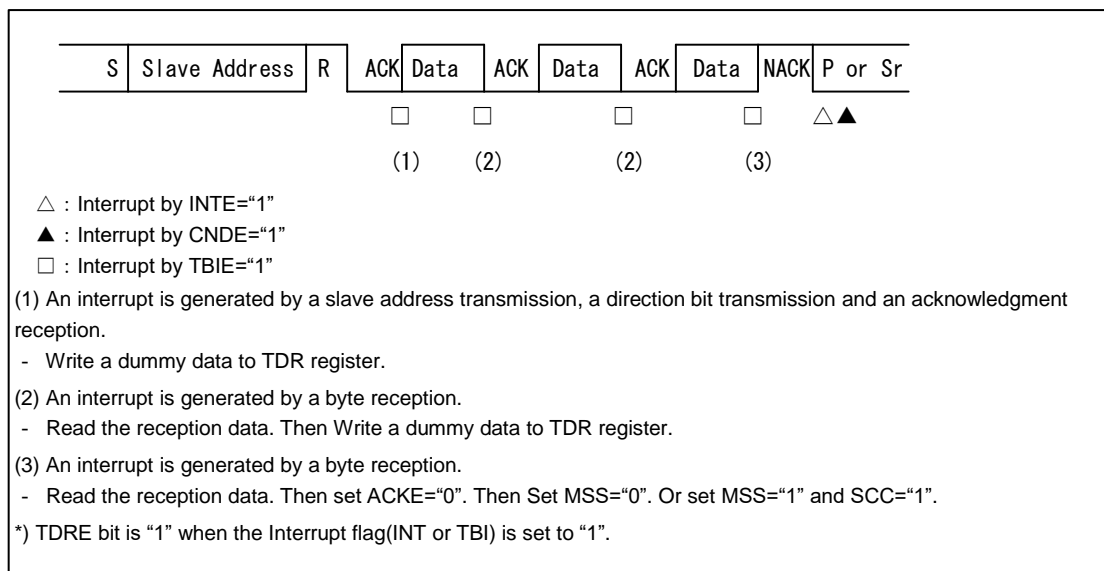 S Slave Address R ACK Data ACK Data ACK Data NACK P or Sr
□ □ □ □ △▲
(1) (2) (2) (3)
△ : Interrupt by INTE=“1”
▲ : Interrupt by CNDE=“1”
□ : Interrupt by TBIE=“1”
(1) An interrupt is generated by a slave address transmission, a direction bit transmission and an acknowledgment
reception.
- Write a dummy data to TDR register.
(2) An interrupt is generated by a byte reception.
- Read the reception data. Then Write a dummy data to TDR register.
(3) An interrupt is generated by a byte reception.
- Read the reception data. Then set ACKE=“0”. Then Set MSS=“0”. Or set MSS=“1” and SCC=“1”.
*) TDRE bit is “1” when the Interrupt flag(INT or TBI) is set to “1”.